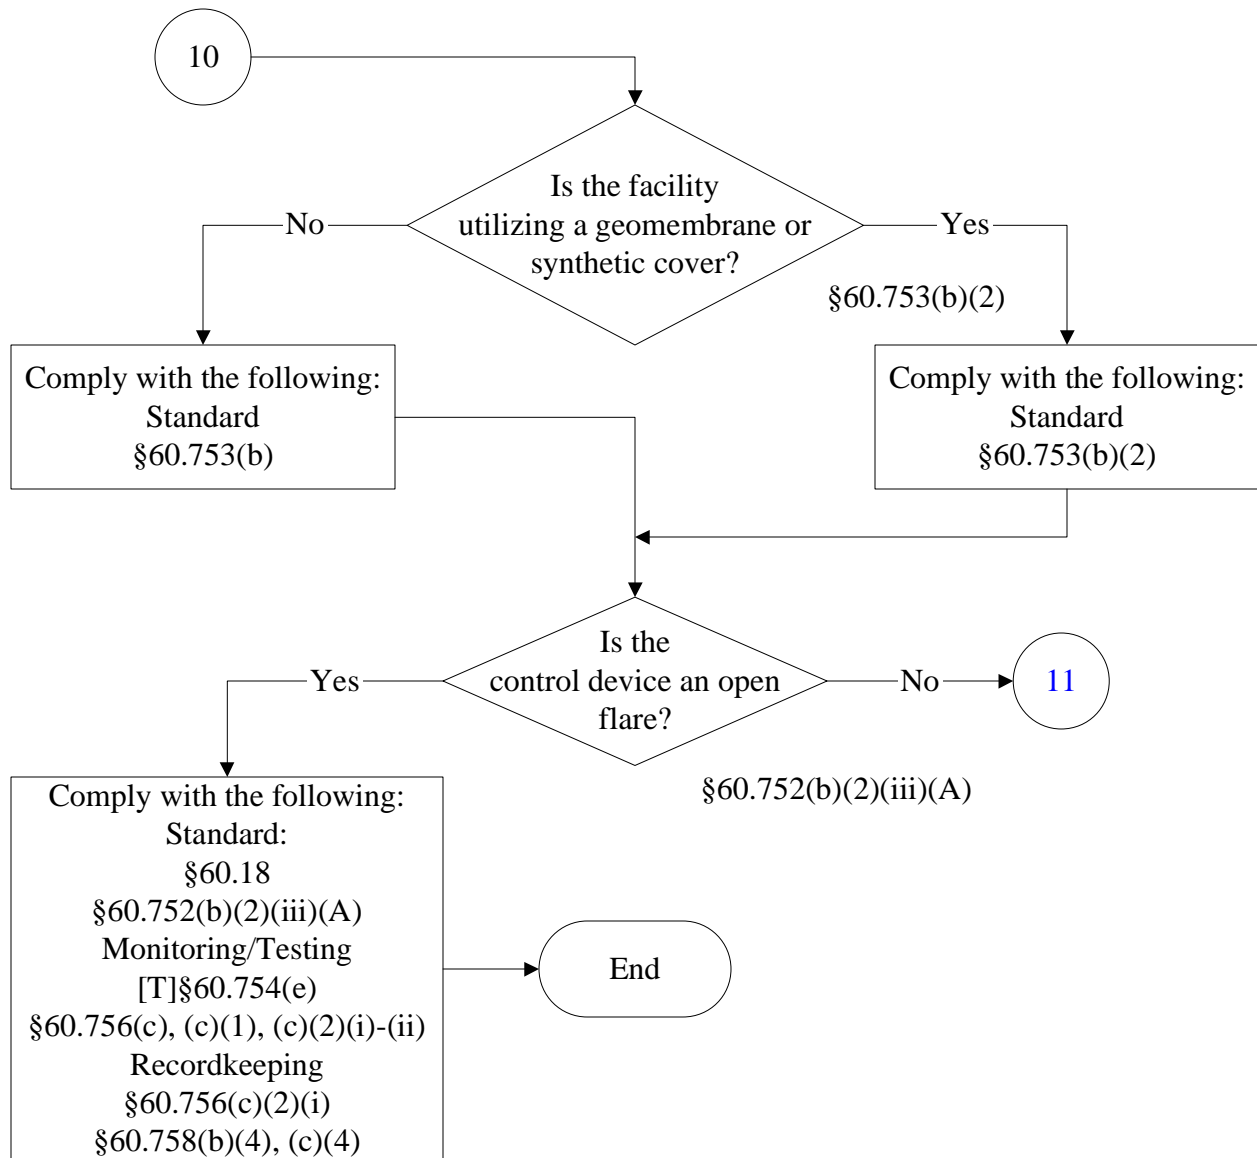 10
Is the facility
utilizing a geomembrane or
synthetic cover?
No
Yes
§60.753(b)(2)
Comply with the following:
Standard
§60.753(b)
Comply with the following:
Standard
§60.753(b)(2)
Is the
control device an open
flare?
Yes
No
11
§60.752(b)(2)(iii)(A)
Comply with the following:
Standard:
§60.18
§60.752(b)(2)(iii)(A)
Monitoring/Testing
[T]§60.754(e)
§60.756(c), (c)(1), (c)(2)(i)-(ii)
Recordkeeping
§60.756(c)(2)(i)
§60.758(b)(4), (c)(4)
End